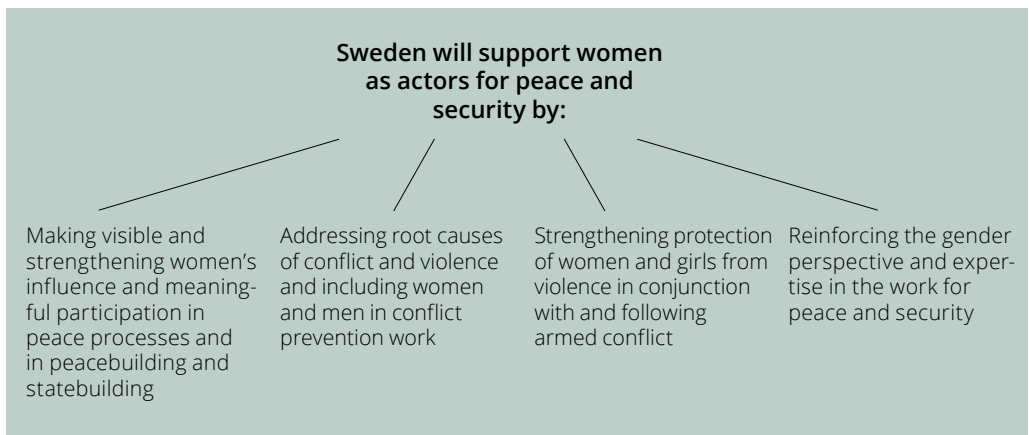 Sweden will support women
as actors for peace and
security by:
Making visible and
strengthening women's
influence and meaning-
ful participation in
peace processes and
in peacebuilding and
statebuilding
Addressing root causes
of conflict and violence
and including women
and men in conflict
prevention work
Strengthening protection
of women and girls from
violence in conjunction
with and following
armed conflict
Reinforcing the gender
perspective and exper-
tise in the work for
peace and security